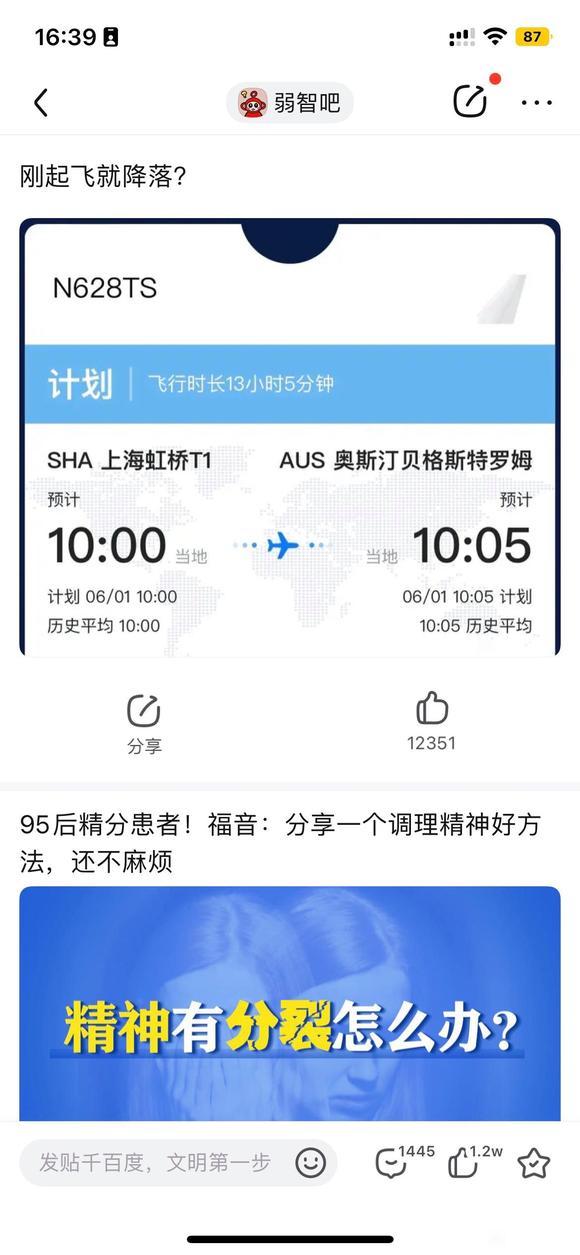 16:39
87
弱智吧
刚起飞就降落?
N628TS
计划 飞行时长13小时5分钟
SHA 上海虹桥T1 AUS 奥斯汀贝格斯特罗姆
预计 预计
10:00 当地 当地 10:05
计划 06/01 10:00 06/01 10:05 计划
历史平均 10:00 10:05 历史平均
分享 12351
95后精分患者！福音：分享一个调理精神好方
法，还不麻烦
精神有分裂怎么办?
发贴千百度，文明第一步 1445 1.2w